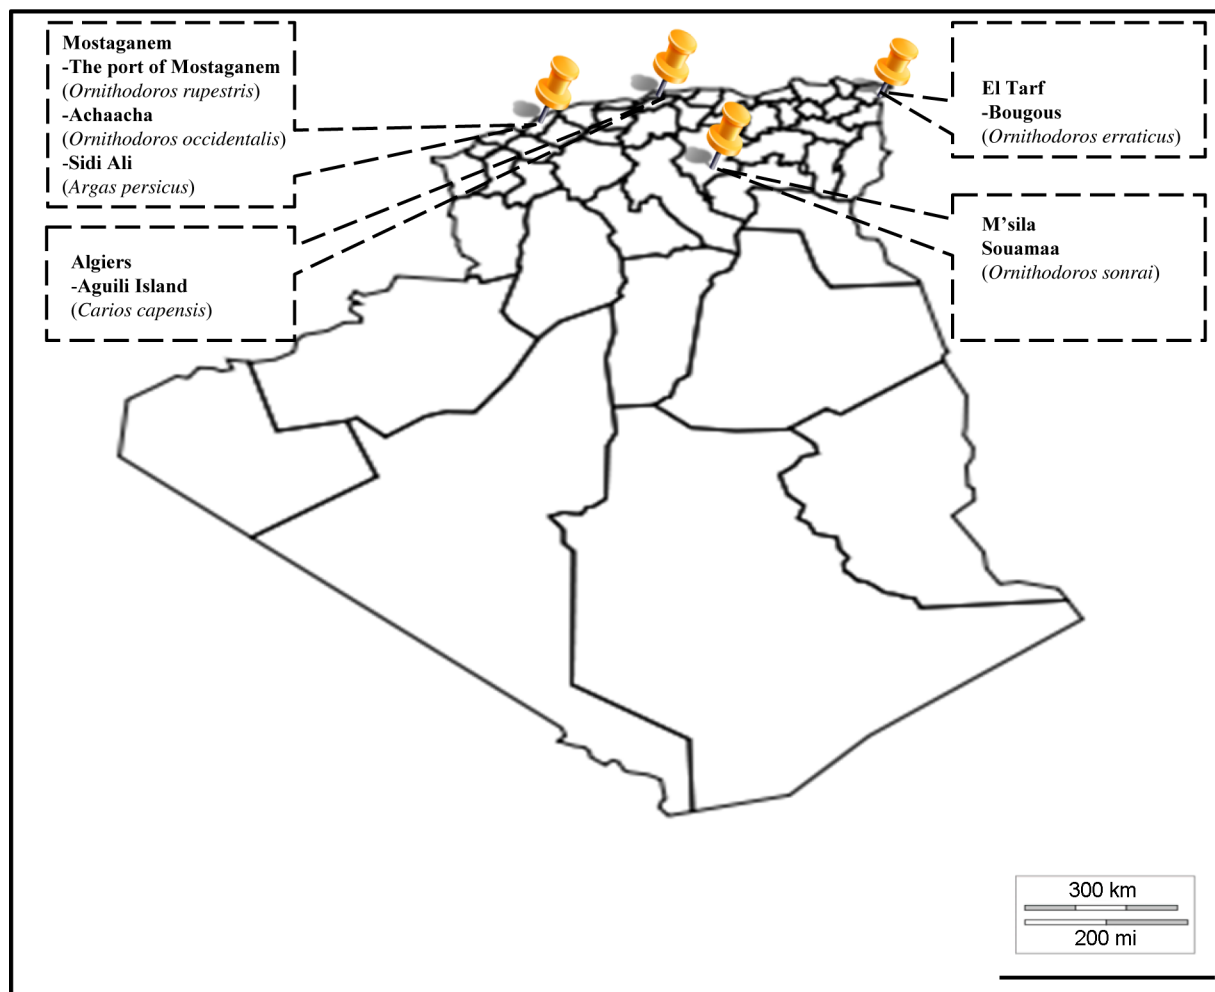 Mostaganem
-The port of Mostaganem
(Ornithodoros rupestris)
-Achaacha
(Ornithodoros occidentalis)
-Sidi Ali
(Argas persicus)
Algiers
-Aguili Island
(Carios capensis)
El Tarf
-Bougous
(Ornithodoros erraticus)
M’sila
Souamaa
(Ornithodoros sonrai)
300 km
200 mi